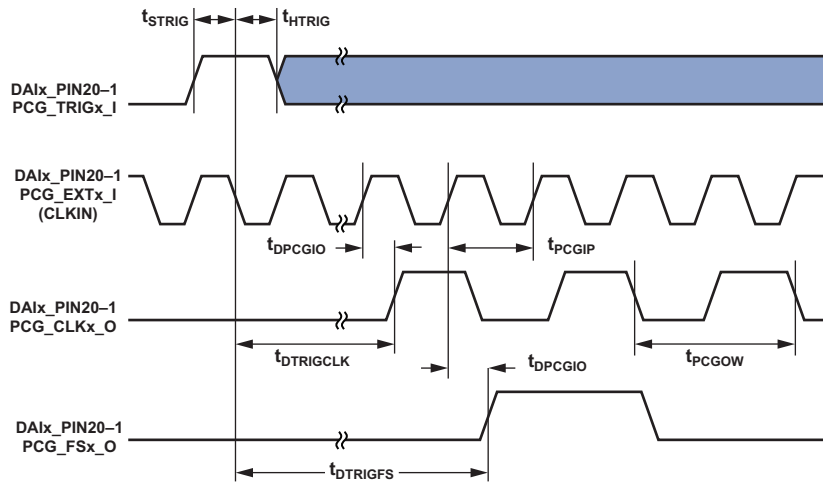 tSTRIG
tHTRIG
DAIx_PIN20–1
PCG_TRIGx_I
DAIx_PIN20–1
PCG_EXTx_I
(CLKIN)
tDPCGIO
tPCGIP
DAIx_PIN20–1
PCG_CLKx_O
tDTRIGCLK
tDPCGIO
tPCGOW
DAIx_PIN20–1
PCG_FSx_O
tDTRIGFS